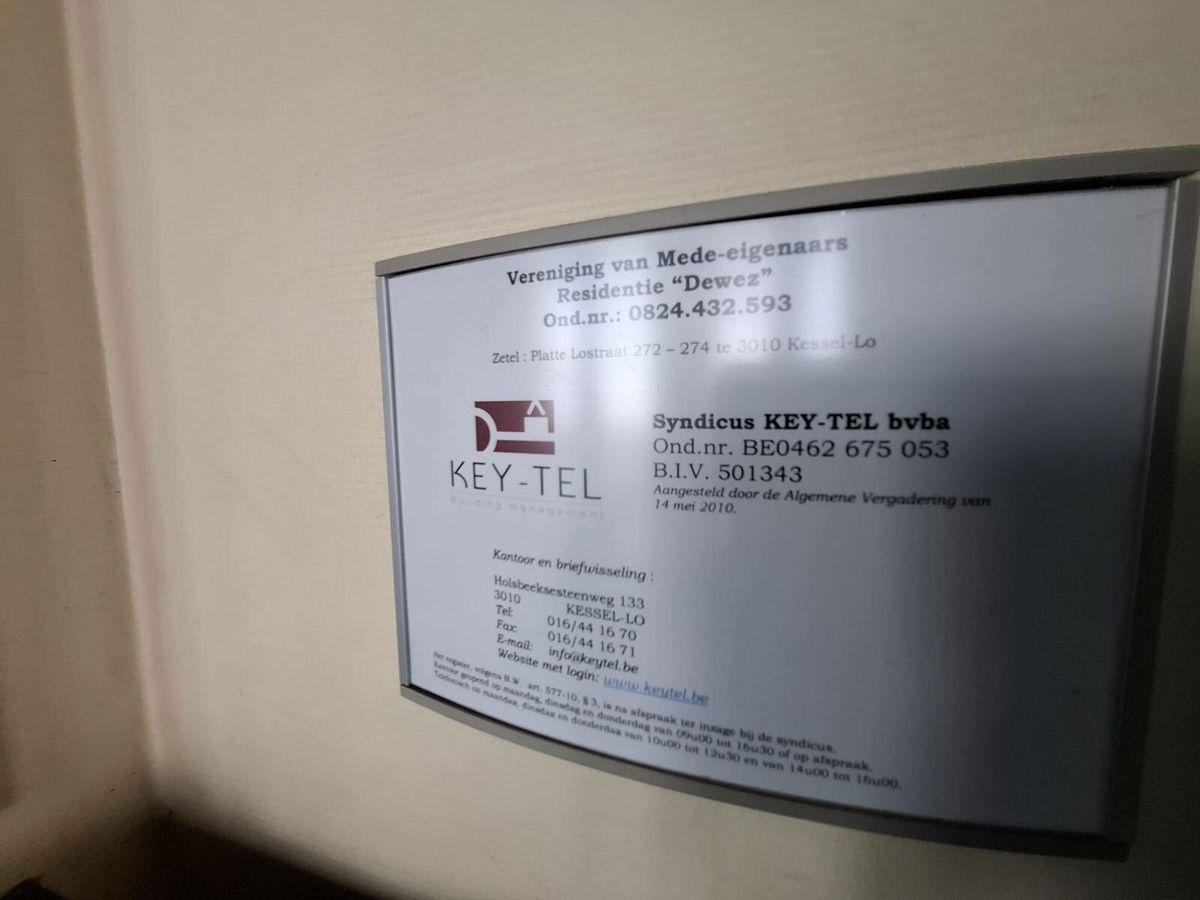 Vereniging van Mede-eigenaars
Residentie “Dewez”
Ond.nr.: 0824.432.593
Zetel : Platte Lostraat 272 – 274 te 3010 Kessel-Lo
KEY-TEL
Building management
Syndicus KEY-TEL bvba
Ond.nr. BE0462 675 053
B.I.V. 501343
Aangesteld door de Algemene Vergadering van
14 mei 2010.
Kantoor en briefwisseling :
Holsbeeksesteenweg 133
3010 KESSEL-LO
Tel: 016/44 16 70
Fax: 016/44 16 71
E-mail: info@keytel.be
Website met login: www.keytel.be
Het register, volgens B.W. art. 577-10, § 3, is na afspraak ter inzage bij de syndicus.
Kantoor geopend op maandag, dinsdag en donderdag van 09u00 tot 16u30 of op afspraak.
Telefonisch op maandag, dinsdag en donderdag van 10u00 tot 12u30 en van 14u00 tot 16u00.